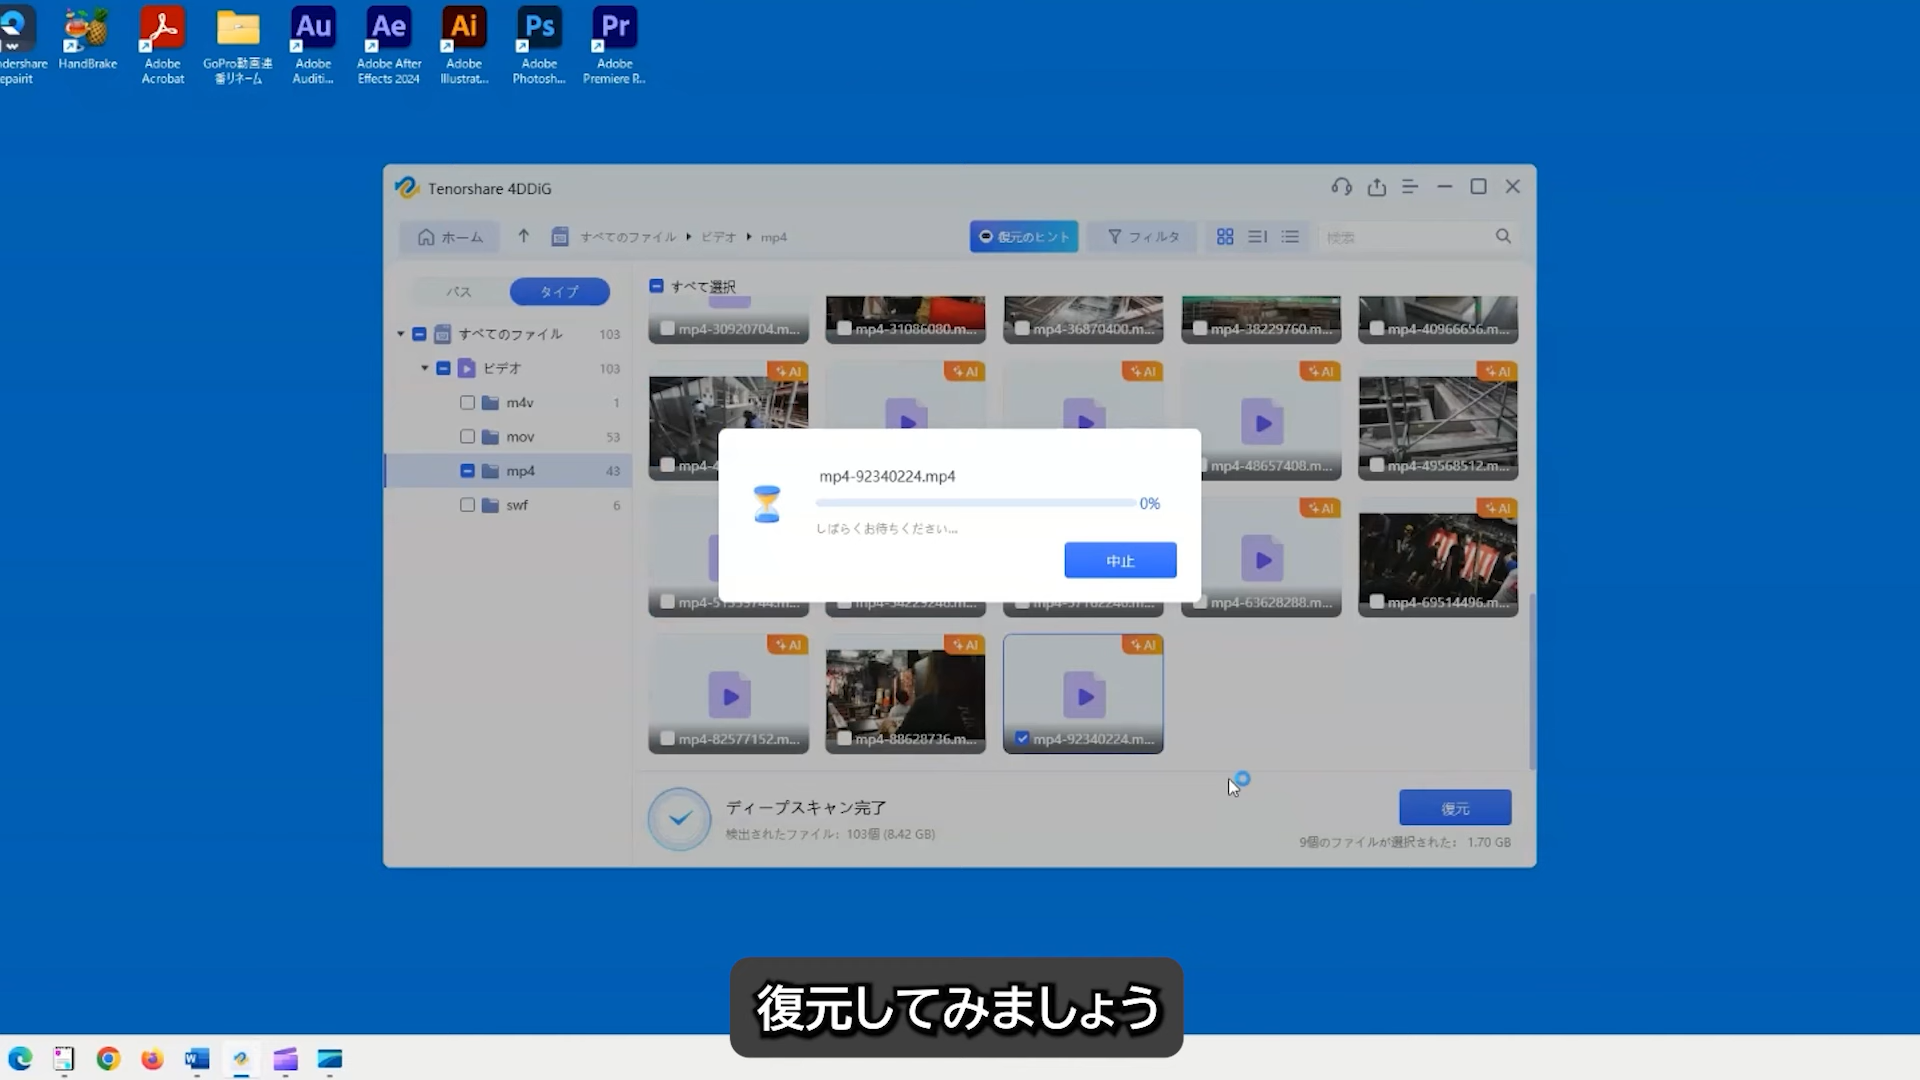 dershare
epairit
HandBrake
Adobe
Acrobat
GoPro動画連
番リネーム
Au
Adobe
Auditi...
Ae
Adobe After
Effects 2024
Ai
Adobe
Illustrat...
Ps
Adobe
Photosh...
Pr
Adobe
Premiere R..
Tenorshare 4DDiG
ホーム
すべてのファイル
ビデオ
mp4
復元のヒント
フィルタ
検索
パス
タイプ
すべて選択
すべてのファイル 103
ビデオ 103
m4v 1
mov 53
mp4 43
swf 6
mp4-30920704.m...
mp4-31086080.m...
mp4-36870400.m...
mp4-38229760.m...
mp4-40966656.m...
AI
AI
AI
AI
AI
mp4-4
mp4-48657408.m...
mp4-49568512.m...
AI
AI
mp4-63628288.m...
mp4-69514496.m...
mp4-92340224.mp4
0%
しばらくお待ちください...
中止
AI
AI
AI
mp4-82577152.m...
mp4-88628736.m...
mp4-92340224.m...
ディープスキャン完了
検出されたファイル: 103個 (8.42 GB)
復元
9個のファイルが選択された: 1.70 GB
復元してみましょう